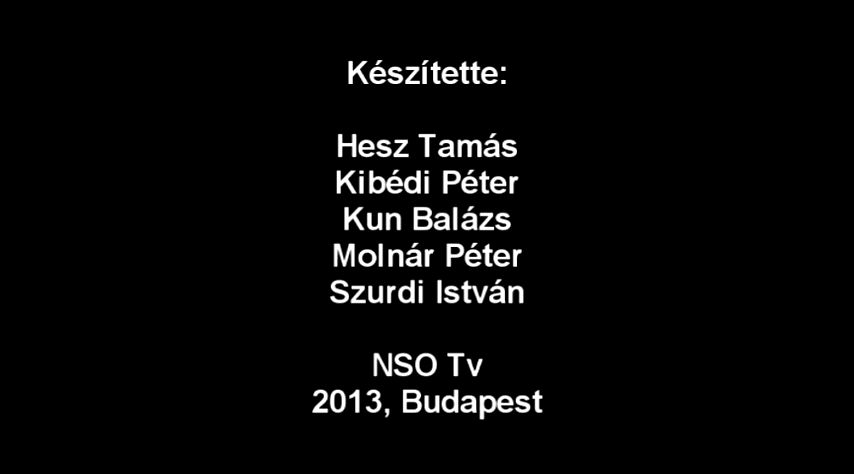 Készítette:
Hesz Tamás
Kibédi Péter
Kun Balázs
Molnár Péter
Szurdi István
NSO Tv
2013, Budapest